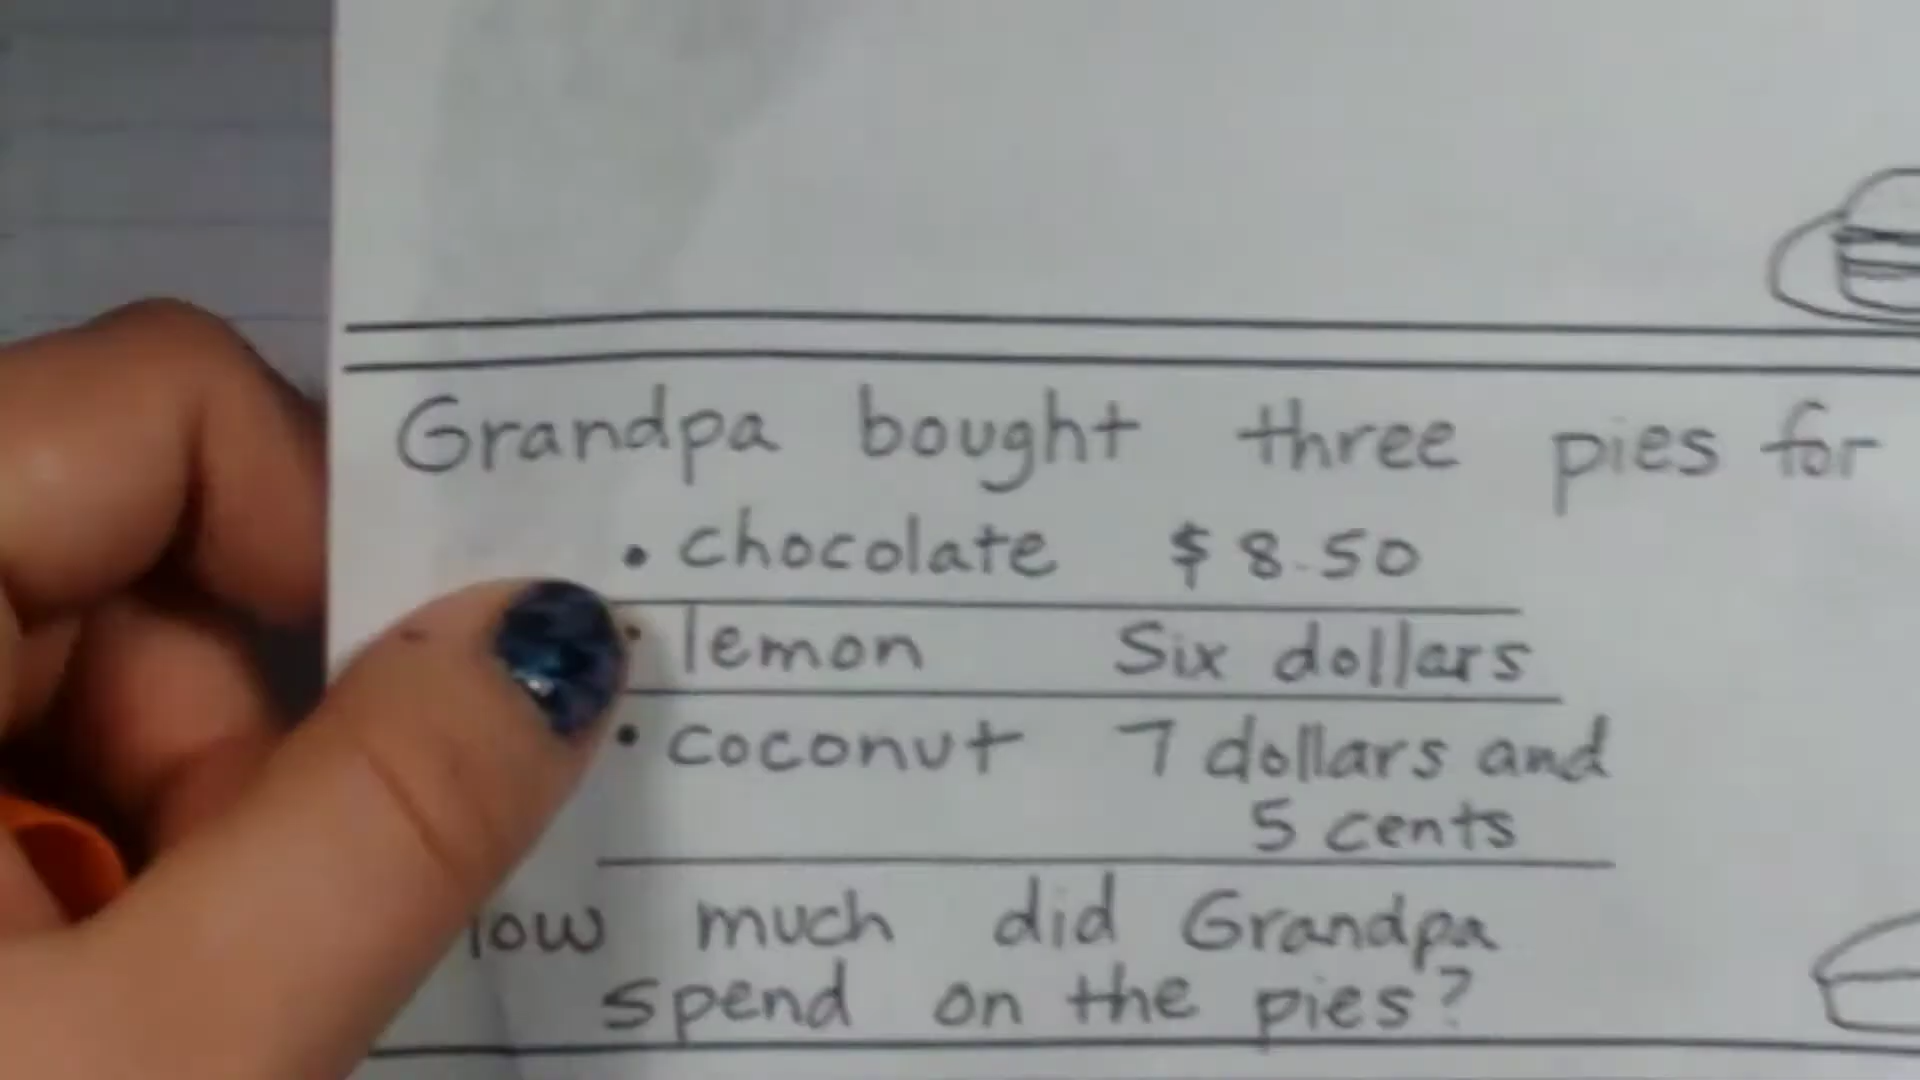 Grandpa bought three pies for
• chocolate $8.50
• lemon Six dollars
• coconut 7 dollars and
5 cents
much did Grandpa
spend on the pies?